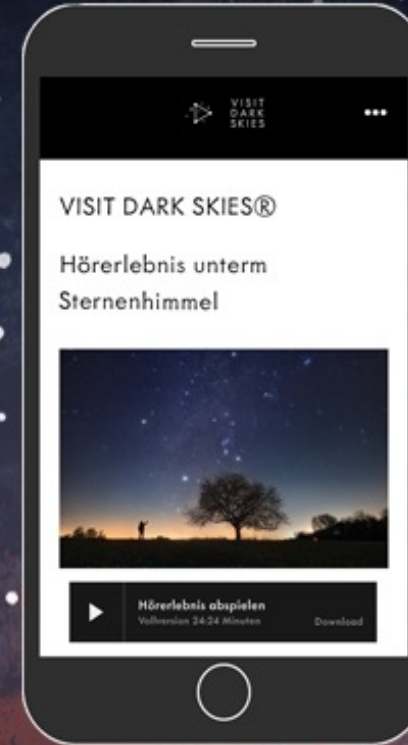 VISIT
DARK
SKIES
VISIT DARK SKIES®
Hörerlebnis unterm
Sternenhimmel
Hörerlebnis abspielen
Vollversion 24:24 Minuten
Download